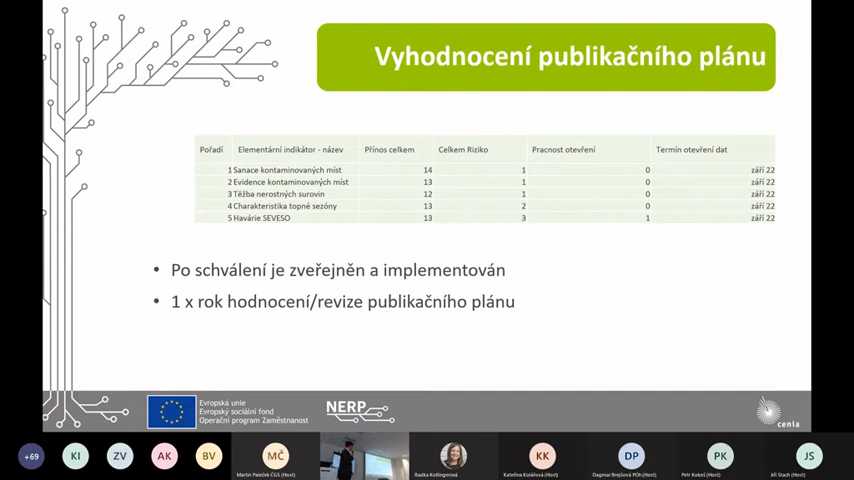 Vyhodnocení publikačního plánu
Pořadí Elementární indikátor - název Přínos celkem Celkem Riziko Pracnost otevření Termín otevření dat
1 Sanace kontaminovaných míst 14 1 0 září 22
2 Evidence kontaminovaných míst 13 1 0 září 22
3 Těžba nerostných surovin 12 1 0 září 22
4 Charakteristika topné sezóny 13 2 0 září 22
5 Havárie SEVESO 13 3 1 září 22
• Po schválení je zveřejněn a implementován
• 1 x rok hodnocení/revize publikačního plánu
Evropská unie
Evropský sociální fond
Operační program Zaměstnanost
NERP
cenia
+69 KI ZV AK BV MČ KK DP PK JS
Martin Paleček ČGS (Host) Radka Kollingerová Kateřina Kolářová (Host) Dagmar Brejšová POh (Host) Petr Kokeš (Host) Jiří Stach (Host)